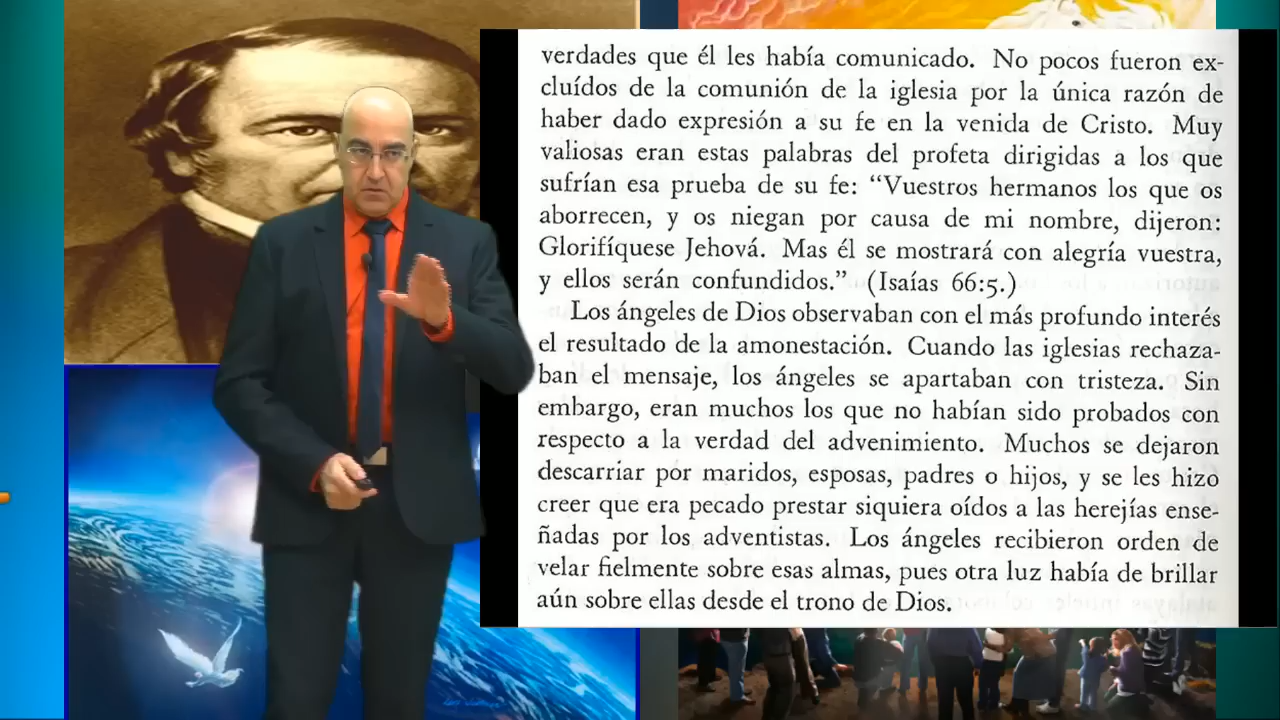 verdades que él les había comunicado. No pocos fueron ex-
cluídos de la comunión de la iglesia por la única razón de
haber dado expresión a su fe en la venida de Cristo. Muy
valiosas eran estas palabras del profeta dirigidas a los que
sufrían esa prueba de su fe: “Vuestros hermanos los que os
aborrecen, y os niegan por causa de mi nombre, dijeron:
Glorifíquese Jehová. Mas él se mostrará con alegría vuestra,
y ellos serán confundidos.” (Isaías 66:5.)
Los ángeles de Dios observaban con el más profundo interés
el resultado de la amonestación. Cuando las iglesias rechaza-
ban el mensaje, los ángeles se apartaban con tristeza. Sin
embargo, eran muchos los que no habían sido probados con
respecto a la verdad del advenimiento. Muchos se dejaron
descarriar por maridos, esposas, padres o hijos, y se les hizo
creer que era pecado prestar siquiera oídos a las herejías ense-
ñadas por los adventistas. Los ángeles recibieron orden de
velar fielmente sobre esas almas, pues otra luz había de brillar
aún sobre ellas desde el trono de Dios.